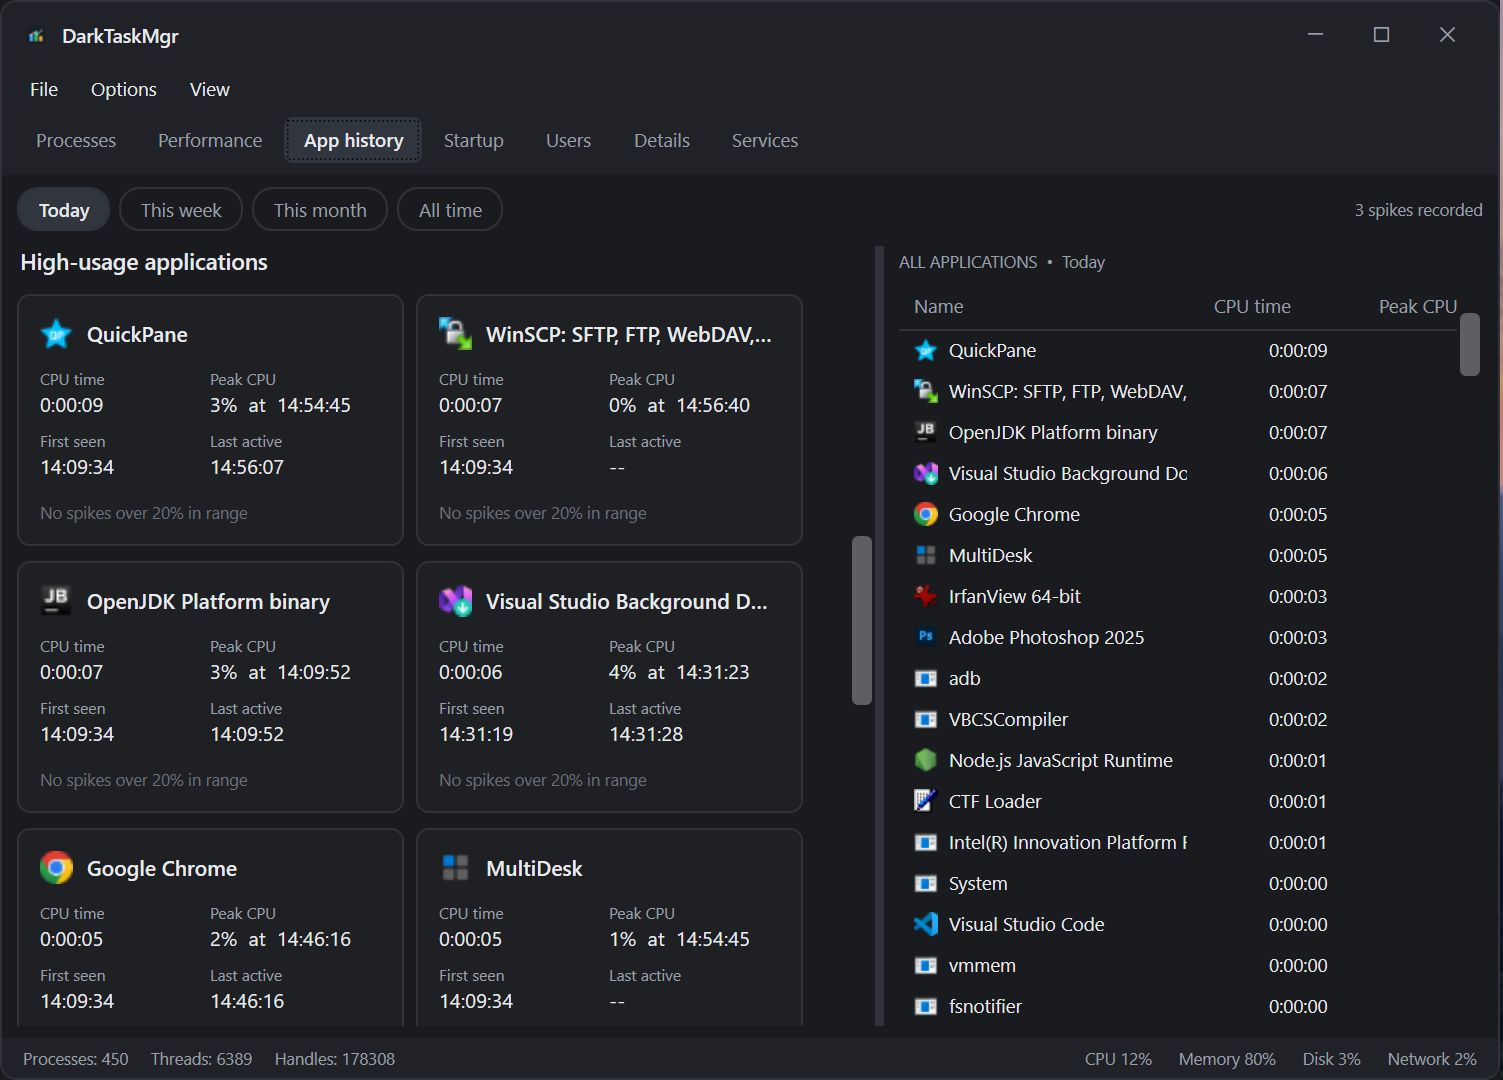 DarkTaskMgr
File Options View
Processes Performance App history Startup Users Details Services
Today This week This month All time 3 spikes recorded
High-usage applications
QuickPane
CPU time Peak CPU
0:00:09 3% at 14:54:45
First seen Last active
14:09:34 14:56:07
No spikes over 20% in range
WinSCP: SFTP, FTP, WebDAV,...
CPU time Peak CPU
0:00:07 0% at 14:56:40
First seen Last active
14:09:34 --
No spikes over 20% in range
JB OpenJDK Platform binary
CPU time Peak CPU
0:00:07 3% at 14:09:52
First seen Last active
14:09:34 14:09:52
No spikes over 20% in range
Visual Studio Background D...
CPU time Peak CPU
0:00:06 4% at 14:31:23
First seen Last active
14:31:19 14:31:28
No spikes over 20% in range
Google Chrome
CPU time Peak CPU
0:00:05 2% at 14:46:16
First seen Last active
14:09:34 14:46:16
MultiDesk
CPU time Peak CPU
0:00:05 1% at 14:54:45
First seen Last active
14:09:34 --
ALL APPLICATIONS • Today
Name CPU time Peak CPU
QuickPane 0:00:09
WinSCP: SFTP, FTP, WebDAV, 0:00:07
JB OpenJDK Platform binary 0:00:07
Visual Studio Background Do 0:00:06
Google Chrome 0:00:05
MultiDesk 0:00:05
IrfanView 64-bit 0:00:03
Ps Adobe Photoshop 2025 0:00:03
adb 0:00:02
VBCSCompiler 0:00:02
Node.js JavaScript Runtime 0:00:01
CTF Loader 0:00:01
Intel(R) Innovation Platform 0:00:01
System 0:00:00
Visual Studio Code 0:00:00
vmmem 0:00:00
fsnotifier 0:00:00
Processes: 450 Threads: 6389 Handles: 178308 CPU 12% Memory 80% Disk 3% Network 2%